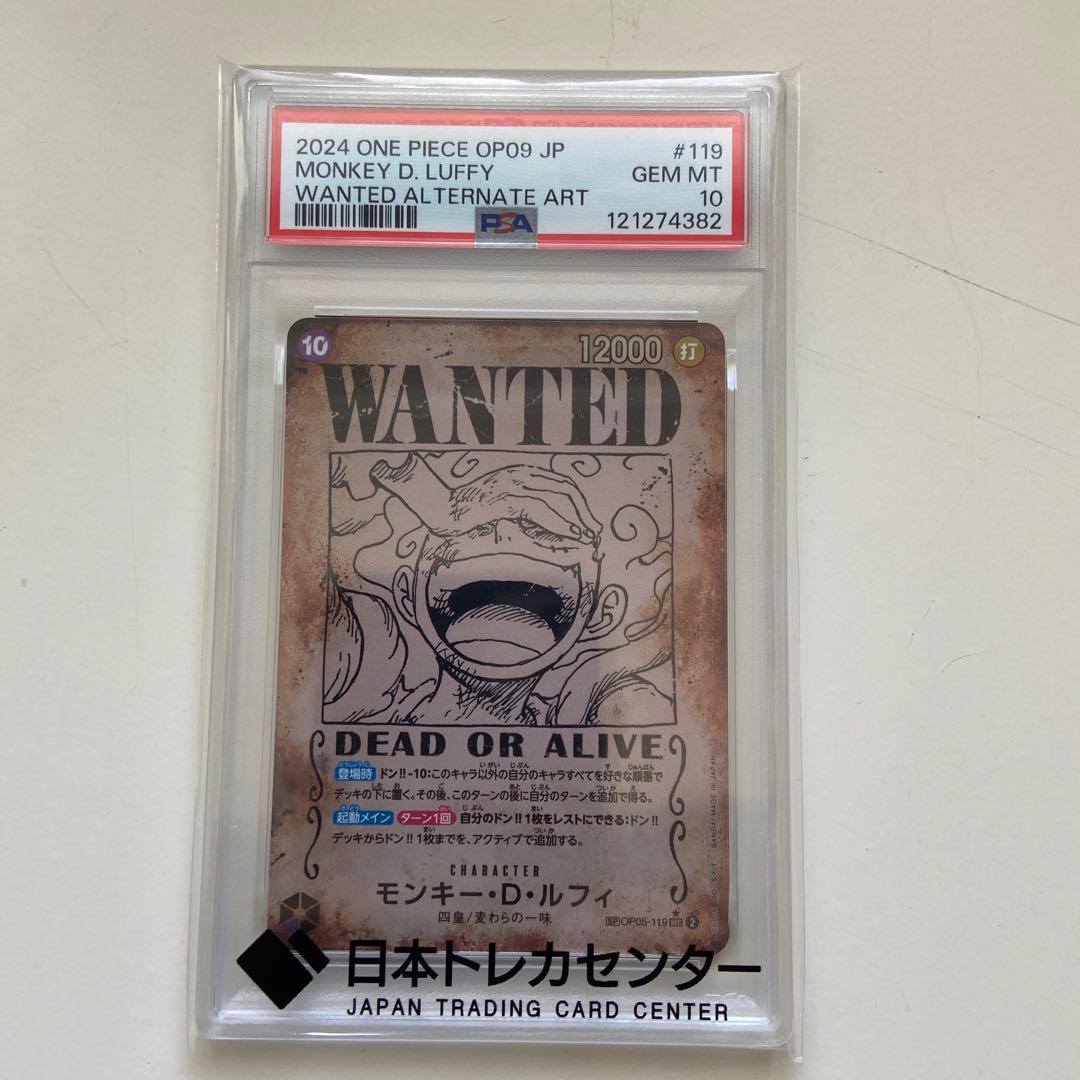 2024 ONE PIECE OP09 JP #119
MONKEY D. LUFFY GEM MT
WANTED ALTERNATE ART 10
PSA 121274382
10 12000 打
WANTED
DEAD OR ALIVE
登場時 ドン!!-10:このキャラ以外の自分のキャラすべてを好きな順番で
デッキの下に置く。その後、このターンの後に自分のターンを追加で得る。
起動メイン ターン1回 自分のドン!!1枚をレストにできる:ドン!!
デッキからドン!!1枚までを、アクティブで追加する。
CHARACTER
モンキー・D・ルフィ
四皇/麦わらの一味
SP OP05-119 SEC 2
BANDAI MADE IN JAPAN
日本トレカセンター
JAPAN TRADING CARD CENTER